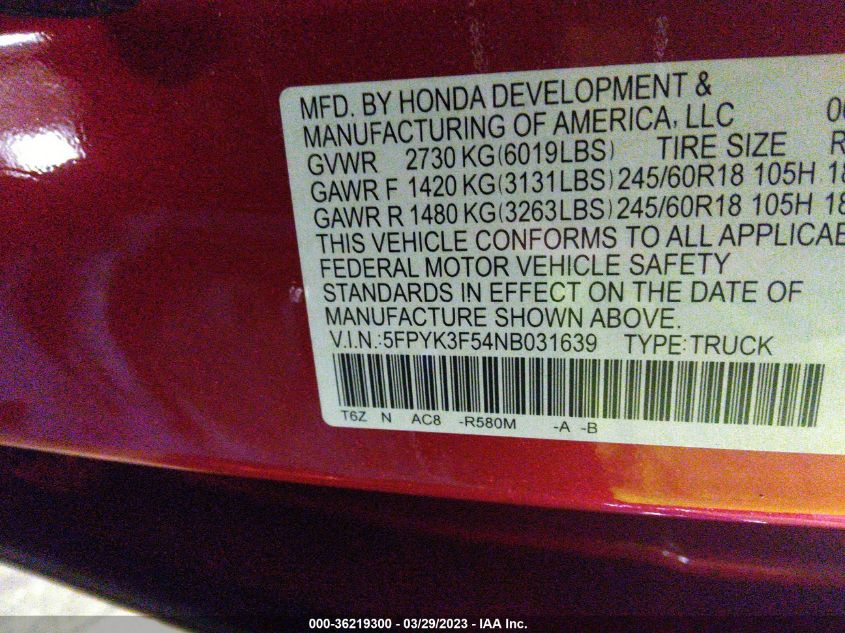 MFD. BY HONDA DEVELOPMENT &
MANUFACTURING OF AMERICA, LLC
GVWR 2730 KG (6019LBS) TIRE SIZE
GAWR F 1420 KG (3131LBS) 245/60R18 105H 18
GAWR R 1480 KG (3263LBS) 245/60R18 105H 18
THIS VEHICLE CONFORMS TO ALL
FEDERAL MOTOR VEHICLE SAFETY
STANDARDS IN EFFECT ON THE DATE OF
MANUFACTURE SHOWN ABOVE.
V.I.N.:5FPYK3F54NB031639 TYPE:TRUCK
T6Z N AC8 -R580M -A -B
000-36219300 - 03/29/2023 - IAA Inc.